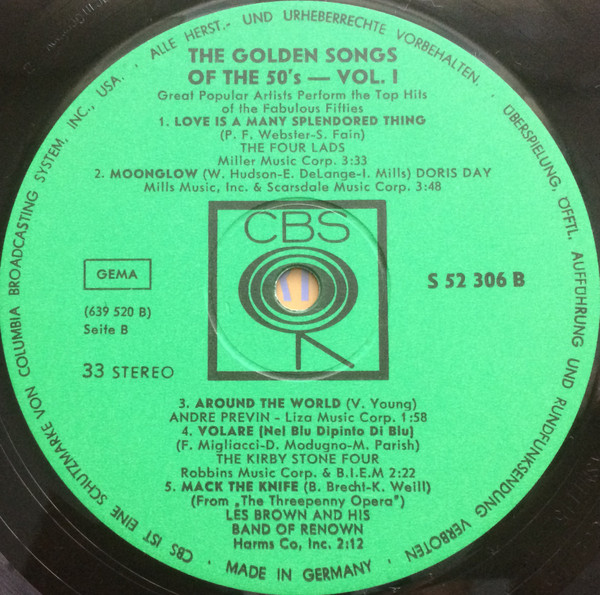 THE GOLDEN SONGS
OF THE 50's — VOL. I
Great Popular Artists Perform the Top Hits
of the Fabulous Fifties
1. LOVE IS A MANY SPLENDORED THING
(P. F. Webster-S. Fain)
THE FOUR LADS
Miller Music Corp. 3:33
2. MOONGLOW (W. Hudson-E. DeLange-I. Mills) DORIS DAY
Mills Music, Inc. & Scarsdale Music Corp. 3:48
CBS
GEMA
S 52 306 B
(639 520 B)
Seite B
33 STEREO
3. AROUND THE WORLD (V. Young)
ANDRE PREVIN - Liza Music Corp. 1:58
4. VOLARE [Nel Blu Dipinto Di Blu]
(F. Migliacci-D. Modugno-M. Parish)
THE KIRBY STONE FOUR
Robbins Music Corp. & B.I.E.M 2:22
5. MACK THE KNIFE (B. Brecht-K. Weill)
(From „The Threepenny Opera")
LES BROWN AND HIS
BAND OF RENOWN
Harms Co, Inc. 2:12
CBS IST EINE SCHUTZMARKE VON COLUMBIA BROADCASTING SYSTEM, INC., USA. · ALLE HERST.- UND URHEBERRECHTE VORBEHALTEN. · ÜBERSPIELUNG, ÖFFTL. AUFFÜHRUNG UND RUNDFUNKSENDUNG VERBOTEN · MADE IN GERMANY ·